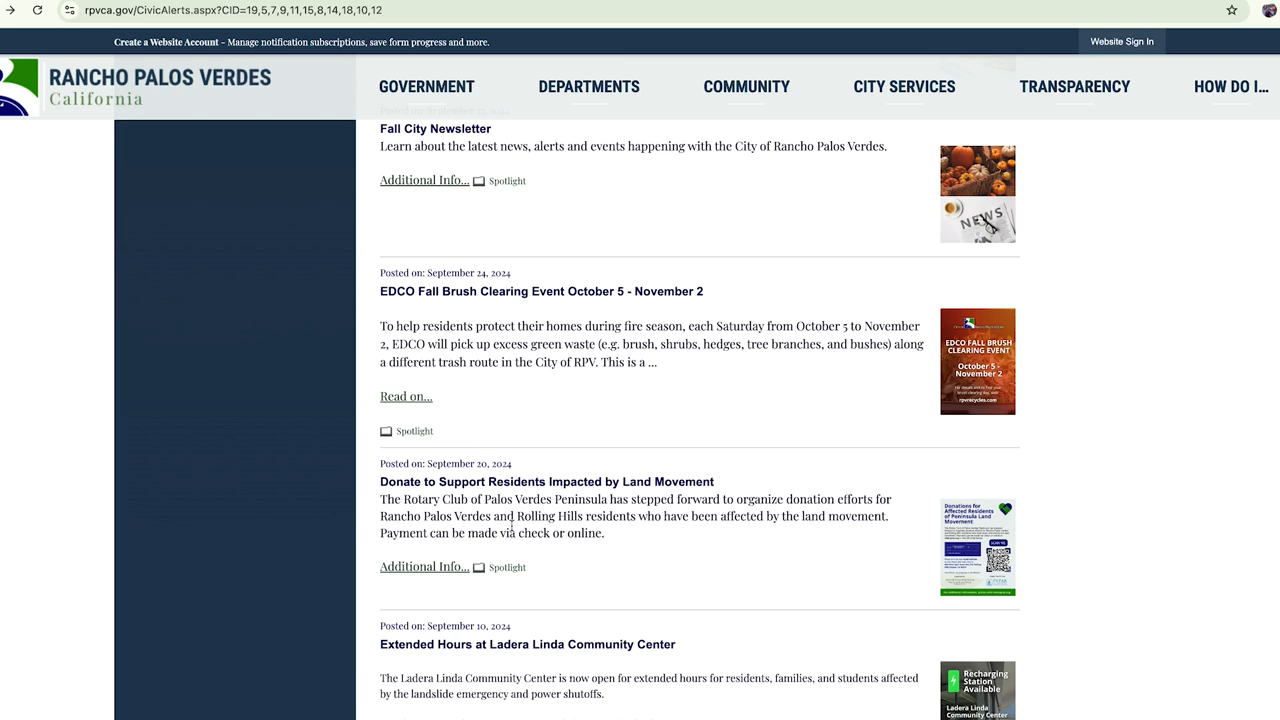 rpvca.gov/CivicAlerts.aspx?CID=19,5,7,9,11,15,8,14,18,10,12
Create a Website Account - Manage notification subscriptions, save form progress and more.
Website Sign In
RANCHO PALOS VERDES
California
GOVERNMENT
DEPARTMENTS
COMMUNITY
CITY SERVICES
TRANSPARENCY
HOW DO I...
Fall City Newsletter
Learn about the latest news, alerts and events happening with the City of Rancho Palos Verdes.
Additional Info... Spotlight
NEWS
Posted on: September 24, 2024
EDCO Fall Brush Clearing Event October 5 - November 2
To help residents protect their homes during fire season, each Saturday from October 5 to November
2, EDCO will pick up excess green waste (e.g. brush, shrubs, hedges, tree branches, and bushes) along
a different trash route in the City of RPV. This is a ...
Read on...
Spotlight
EDCO FALL BRUSH
CLEARING EVENT
October 5 -
November 2
rpvrecycles.com
Posted on: September 20, 2024
Donate to Support Residents Impacted by Land Movement
The Rotary Club of Palos Verdes Peninsula has stepped forward to organize donation efforts for
Rancho Palos Verdes and Rolling Hills residents who have been affected by the land movement.
Payment can be made via check or online.
Additional Info... Spotlight
Donations for
Affected Residents
of Peninsula Land
Movement
SCAN ME
Posted on: September 10, 2024
Extended Hours at Ladera Linda Community Center
The Ladera Linda Community Center is now open for extended hours for residents, families, and students affected
by the landslide emergency and power shutoffs.
Recharging
Station
Available
Ladera Linda
Community Center